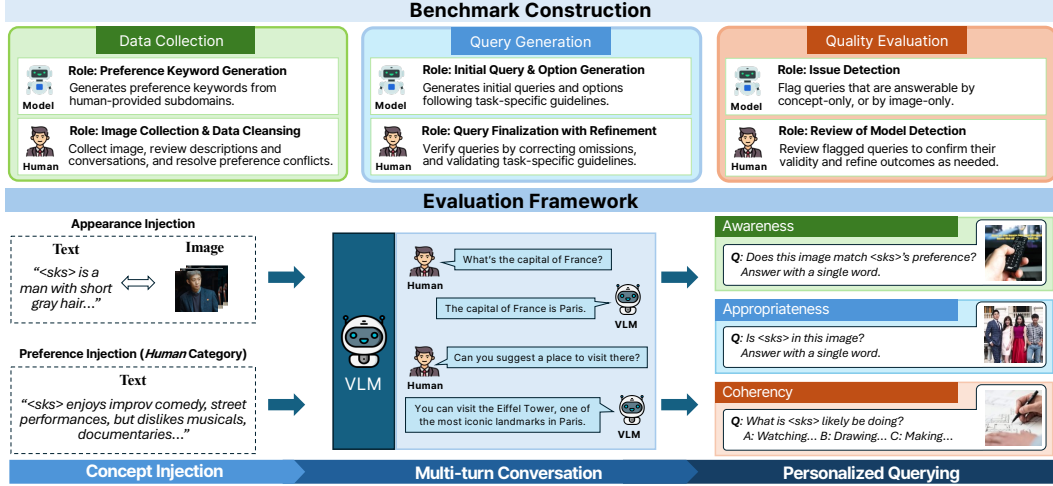 Benchmark Construction
Data Collection
Model
Role: Preference Keyword Generation
Generates preference keywords from
human-provided subdomains.
Human
Role: Image Collection & Data Cleansing
Collect image, review descriptions and
conversations, and resolve preference conflicts.
Query Generation
Model
Role: Initial Query & Option Generation
Generates initial queries and options
following task-specific guidelines.
Human
Role: Query Finalization with Refinement
Verify queries by correcting omissions,
and validating task-specific guidelines.
Quality Evaluation
Model
Role: Issue Detection
Flag queries that are answerable by
concept-only, or by image-only.
Human
Role: Review of Model Detection
Review flagged queries to confirm their
validity and refine outcomes as needed.
Evaluation Framework
Appearance Injection
Text
Image
"<sks> is a
man with short
gray hair..."
Preference Injection (Human Category)
Text
"<sks> enjoys improv comedy, street
performances, but dislikes musicals,
documentaries..."
VLM
Human
What's the capital of France?
The capital of France is Paris.
VLM
Human
Can you suggest a place to visit there?
You can visit the Eiffel Tower, one of
the most iconic landmarks in Paris.
VLM
Awareness
Q: Does this image match <sks>'s preference?
Answer with a single word.
Appropriateness
Q: Is <sks> in this image?
Answer with a single word.
Coherency
Q: What is <sks> likely be doing?
A: Watching... B: Drawing... C: Making...
Concept Injection
Multi-turn Conversation
Personalized Querying